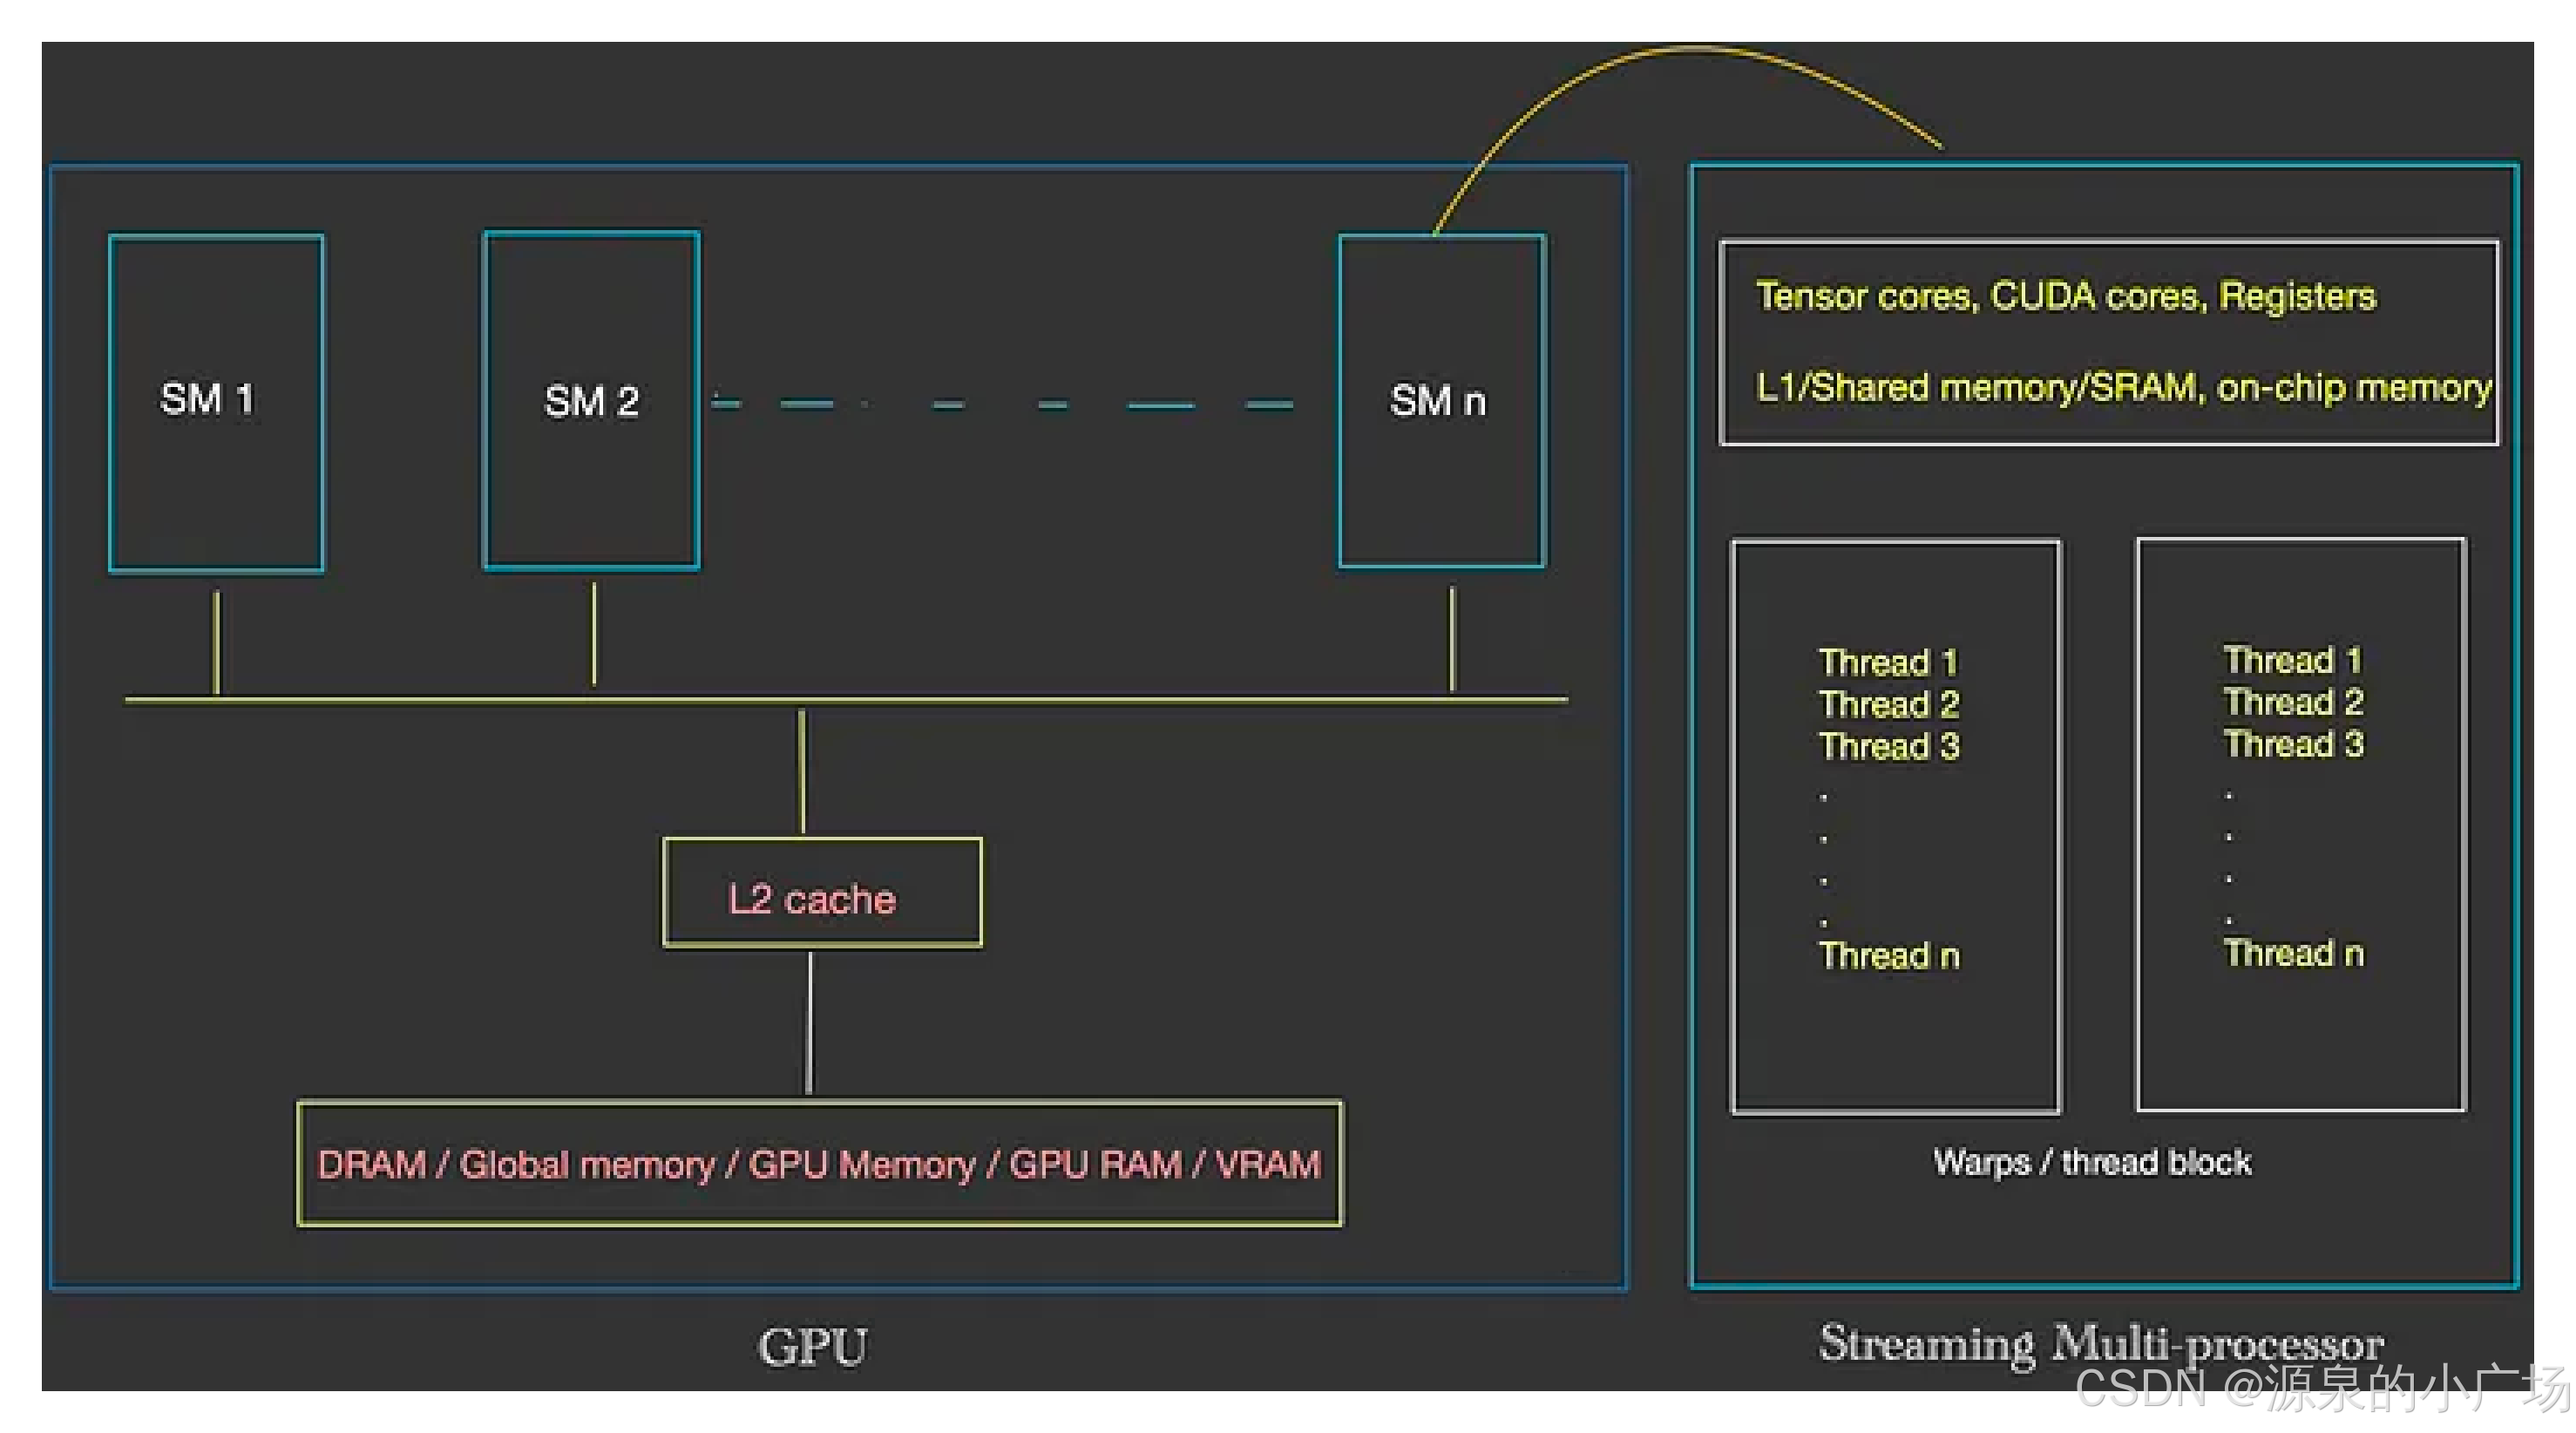 SM 1
SM 2
SM n
L2 cache
DRAM / Global memory / GPU Memory / GPU RAM / VRAM
GPU
Tensor cores, CUDA cores, Registers
L1/Shared memory/SRAM, on-chip memory
Thread 1
Thread 2
Thread 3
.
.
.
.
Thread n
Thread 1
Thread 2
Thread 3
.
.
.
.
Thread n
Warps / thread block
Streaming Multi-processor
CSDN @源泉的小广场